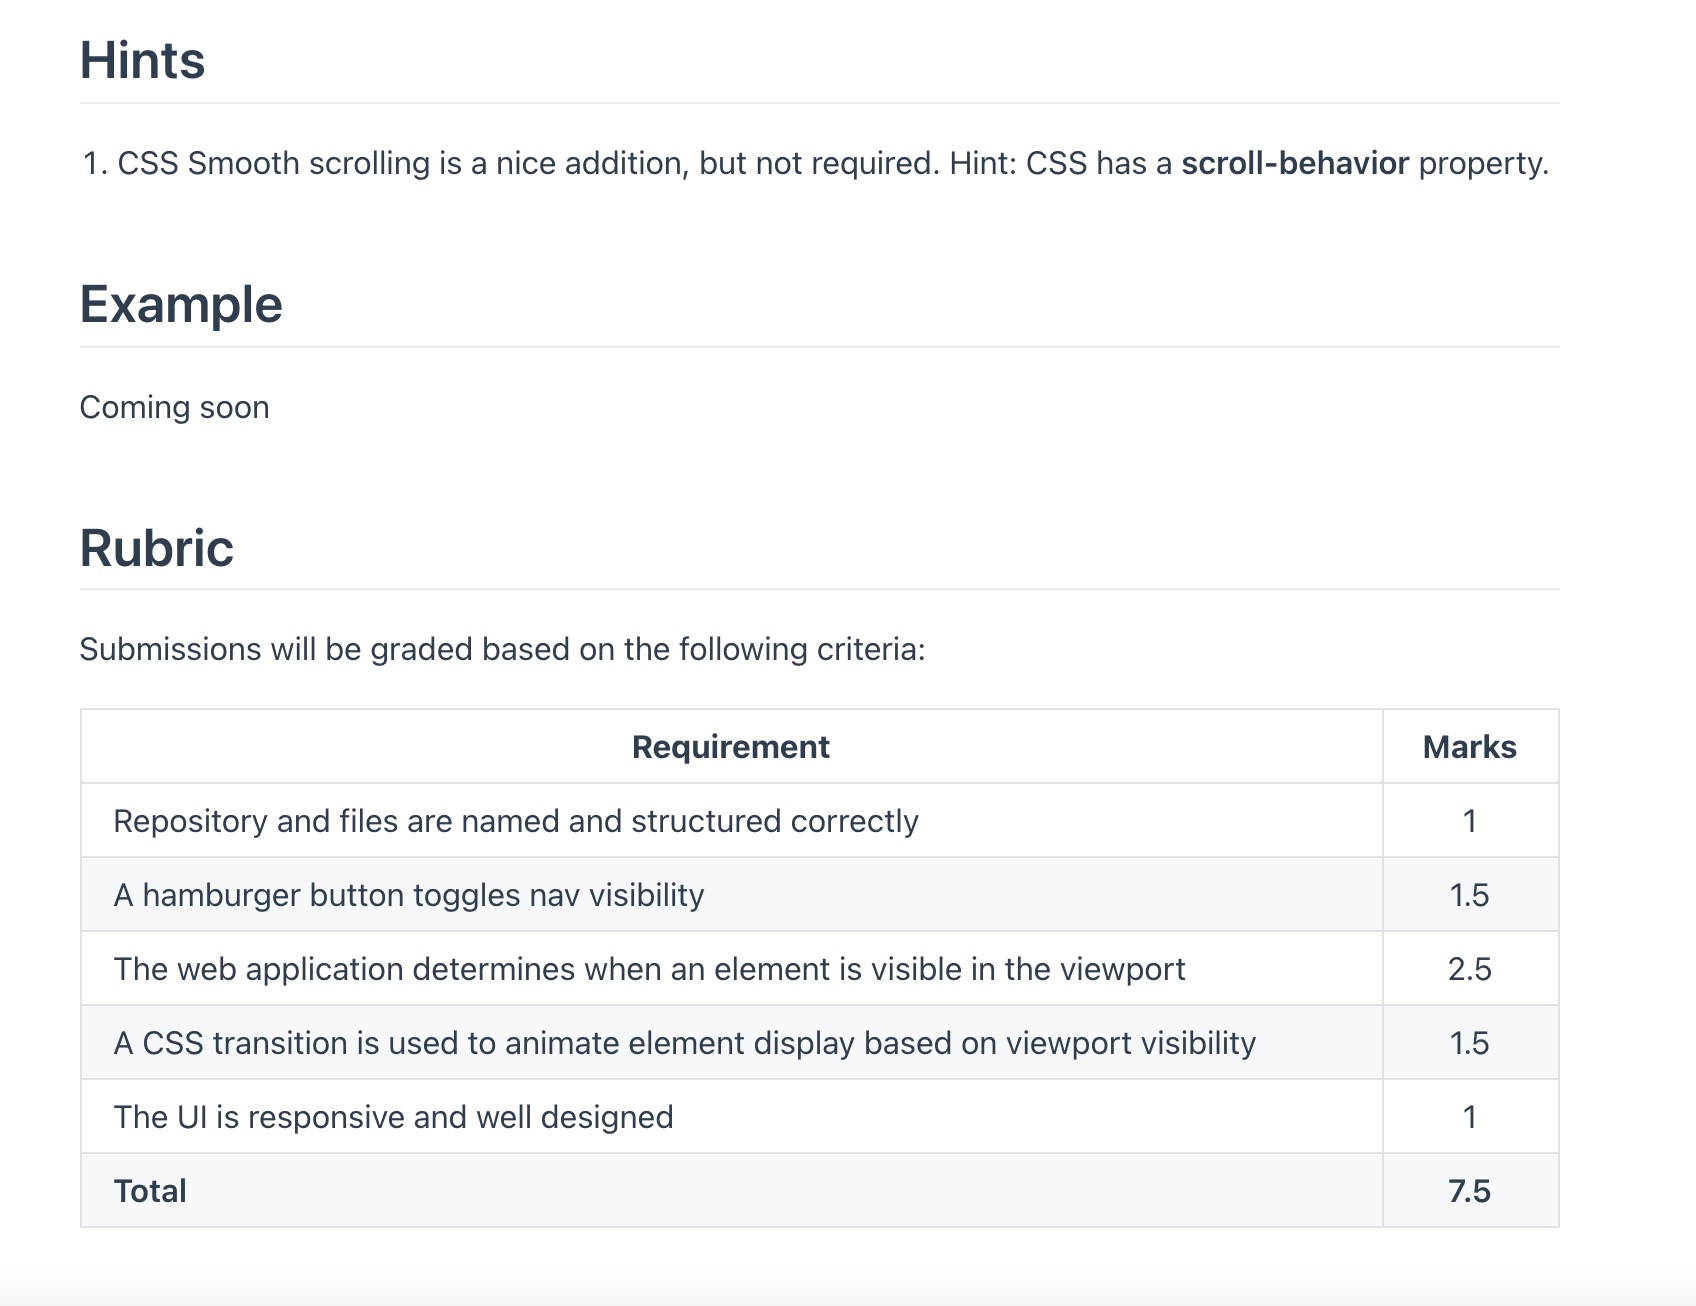 Hints
1. CSS Smooth scrolling is a nice addition, but not required. Hint: CSS has a scroll-behavior property.
Example
Coming soon
Rubric
Submissions will be graded based on the following criteria:
Requirement Marks
Repository and files are named and structured correctly 1
A hamburger button toggles nav visibility 1.5
The web application determines when an element is visible in the viewport 2.5
A CSS transition is used to animate element display based on viewport visibility 1.5
The UI is responsive and well designed 1
Total 7.5